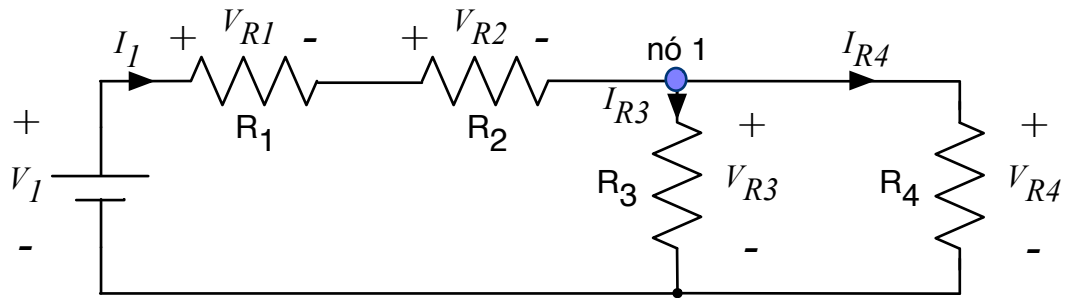 I1 + VR1 - + VR2 - nó 1 IR4
R1 R2 IR3
+ V1 -
R3 + VR3 -
R4 + VR4 -